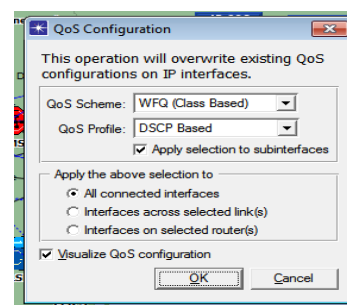 QoS Configuration
This operation will overwrite existing QoS
configurations on IP interfaces.
QoS Scheme: WFQ (Class Based)
QoS Profile: DSCP Based
Apply selection to subinterfaces
Apply the above selection to
All connected interfaces
Interfaces across selected link(s)
Interfaces on selected router(s)
Visualize QoS configuration
OK Cancel